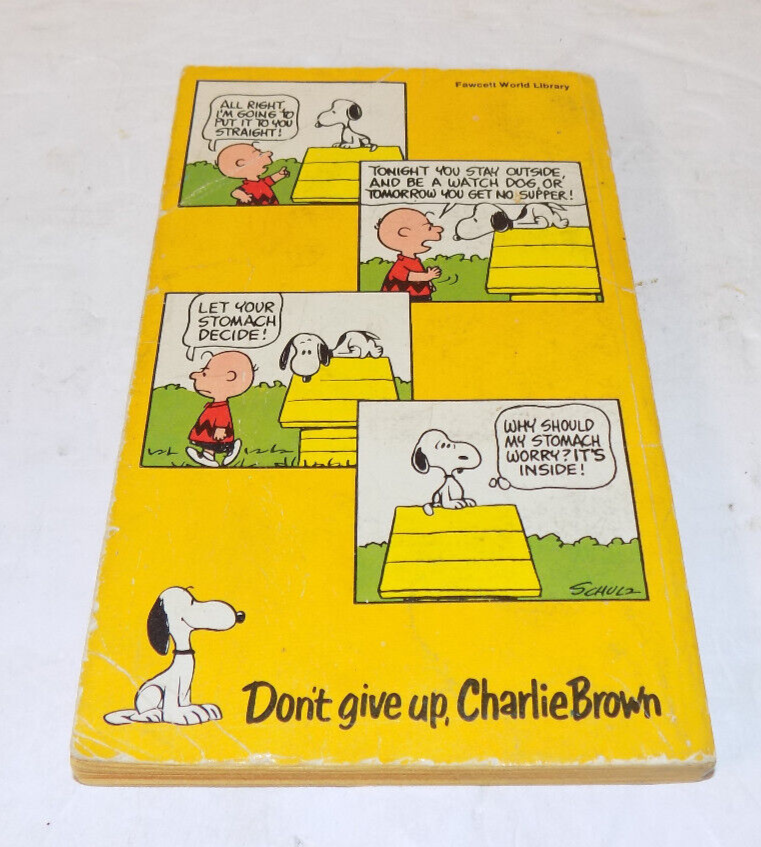 Fawcett World Library
ALL RIGHT,
I'M GOING TO
PUT IT TO YOU
STRAIGHT!
TONIGHT YOU STAY OUTSIDE,
AND BE A WATCH DOG, OR
TOMORROW YOU GET NO SUPPER!
LET YOUR
STOMACH
DECIDE!
WHY SHOULD
MY STOMACH
WORRY? IT'S
INSIDE!
SCHULZ
Don't give up, Charlie Brown